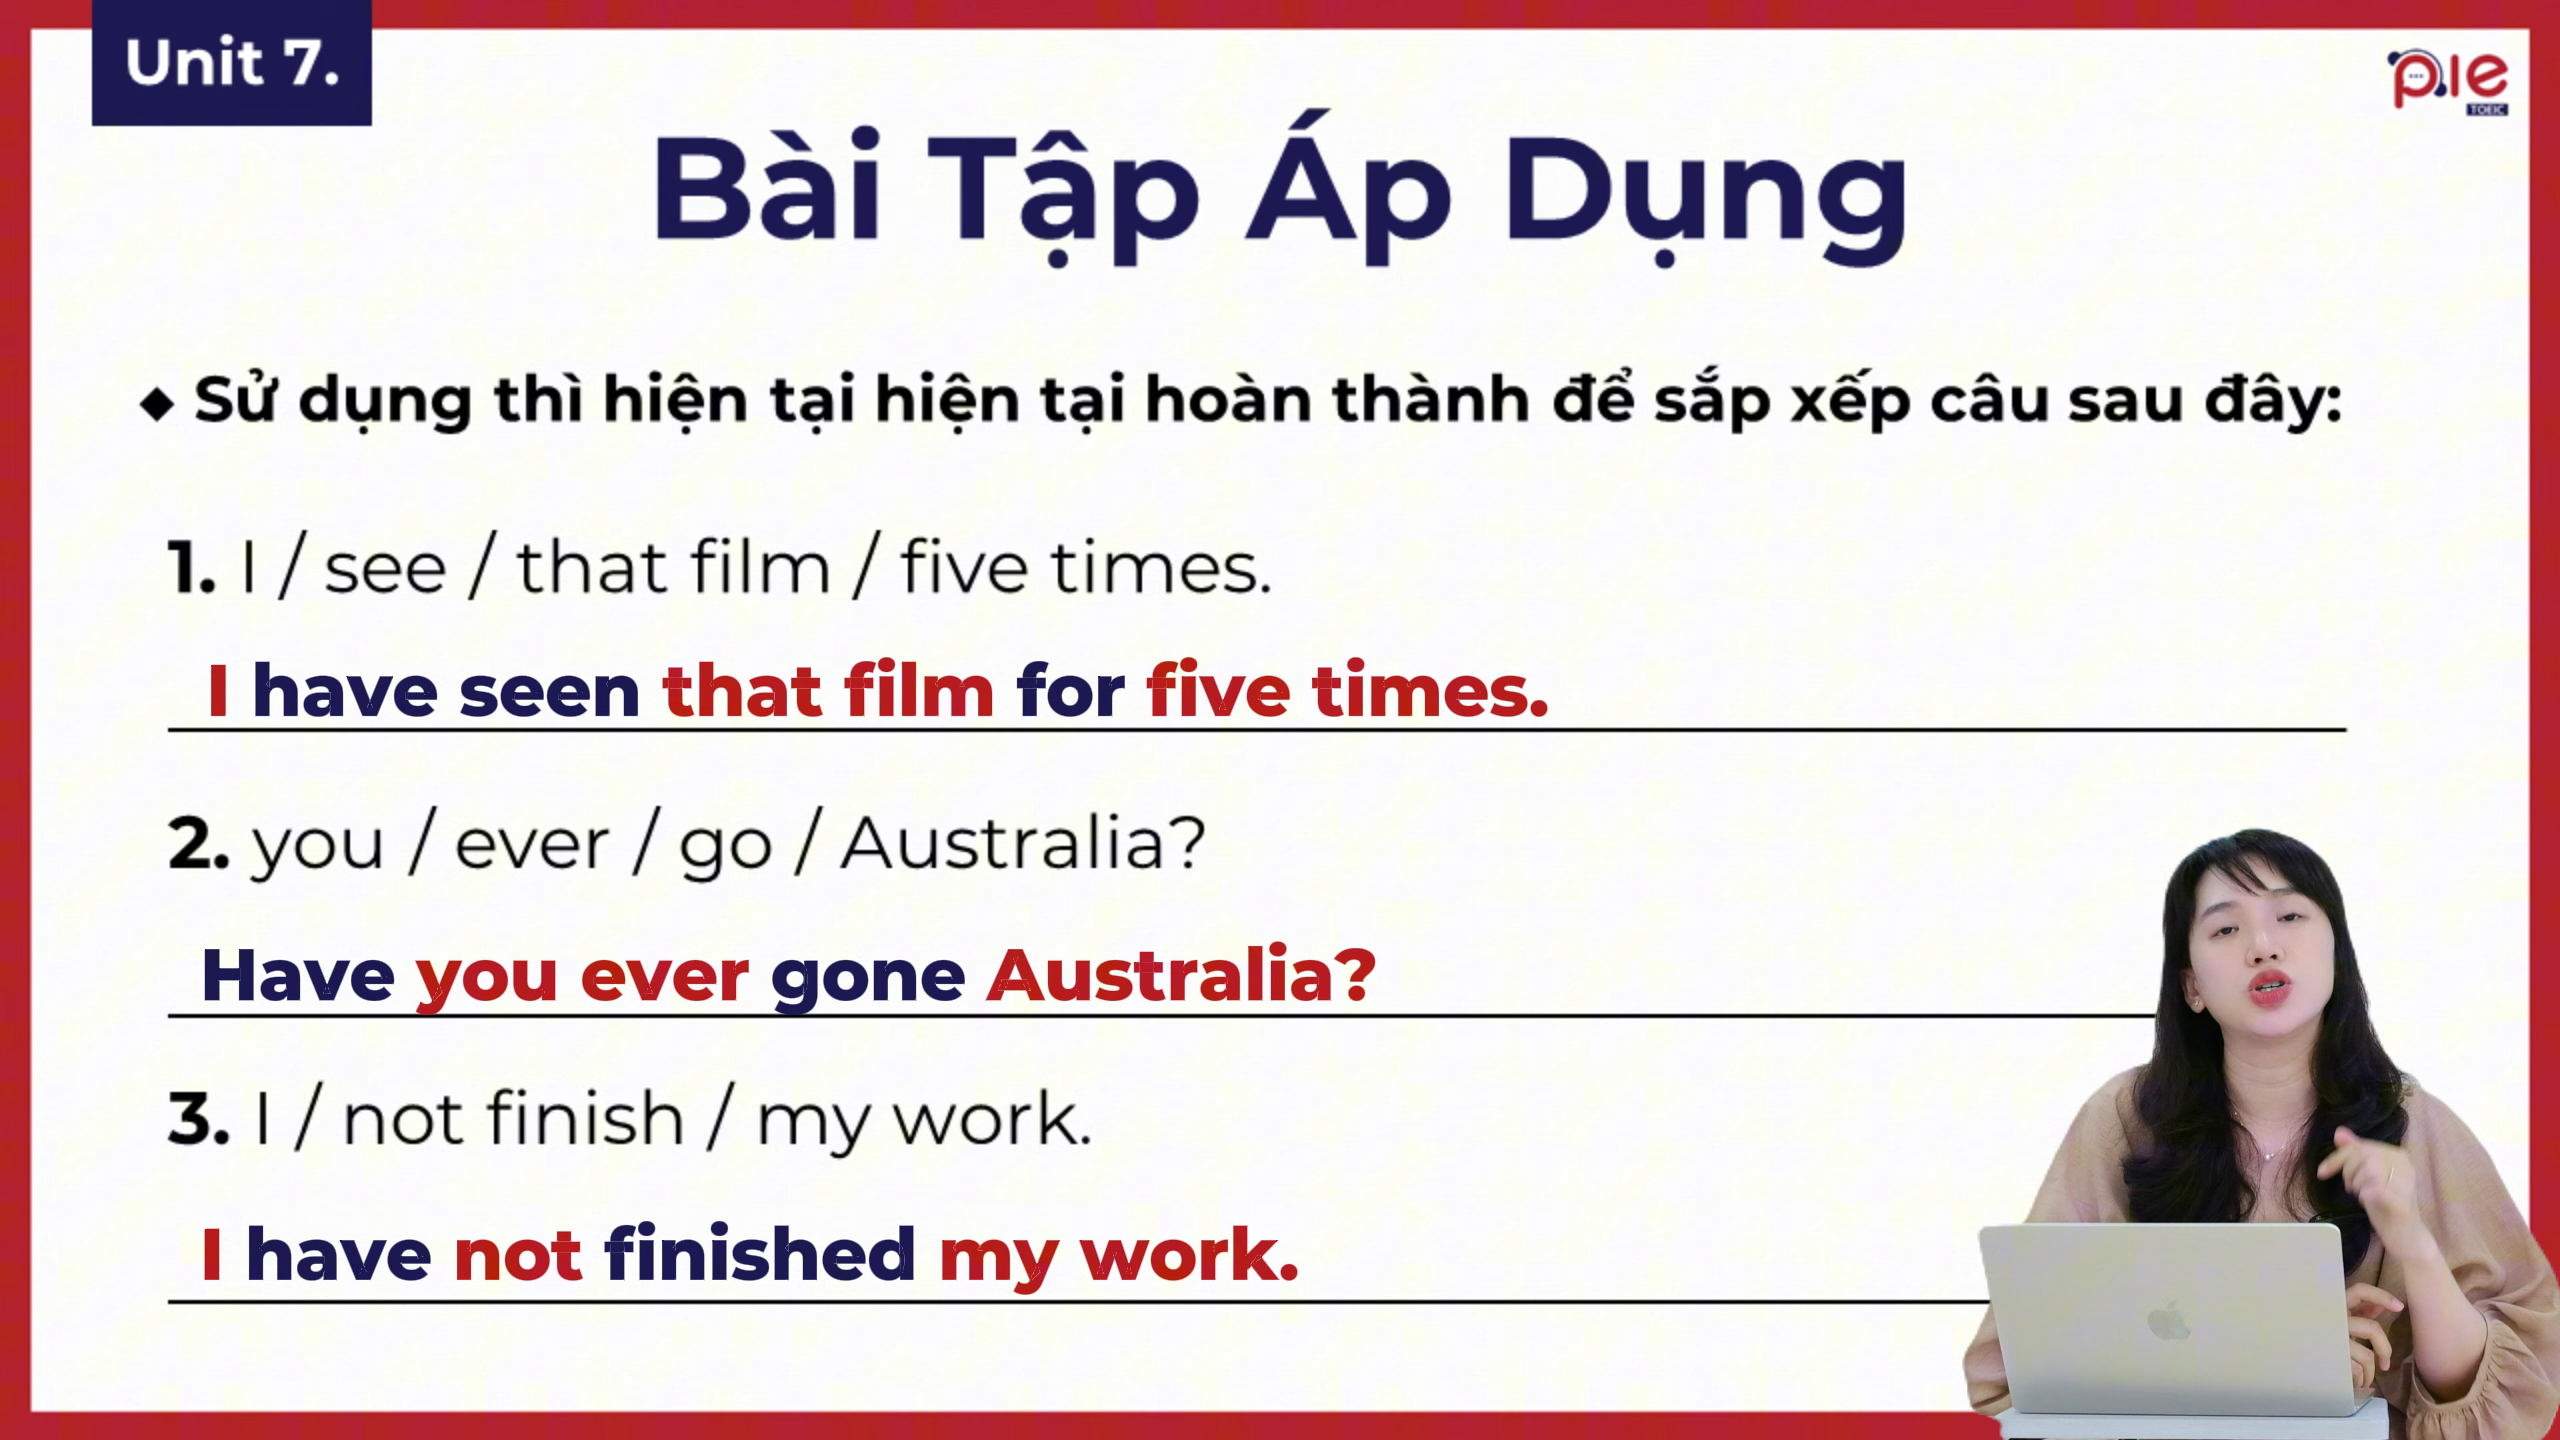 Unit 7.
pie
TOEIC
Bài Tập Áp Dụng
◆ Sử dụng thì hiện tại hiện tại hoàn thành để sắp xếp câu sau đây:
1. I / see / that film / five times.
I have seen that film for five times.
2. you / ever / go / Australia?
Have you ever gone Australia?
3. I / not finish / my work.
I have not finished my work.